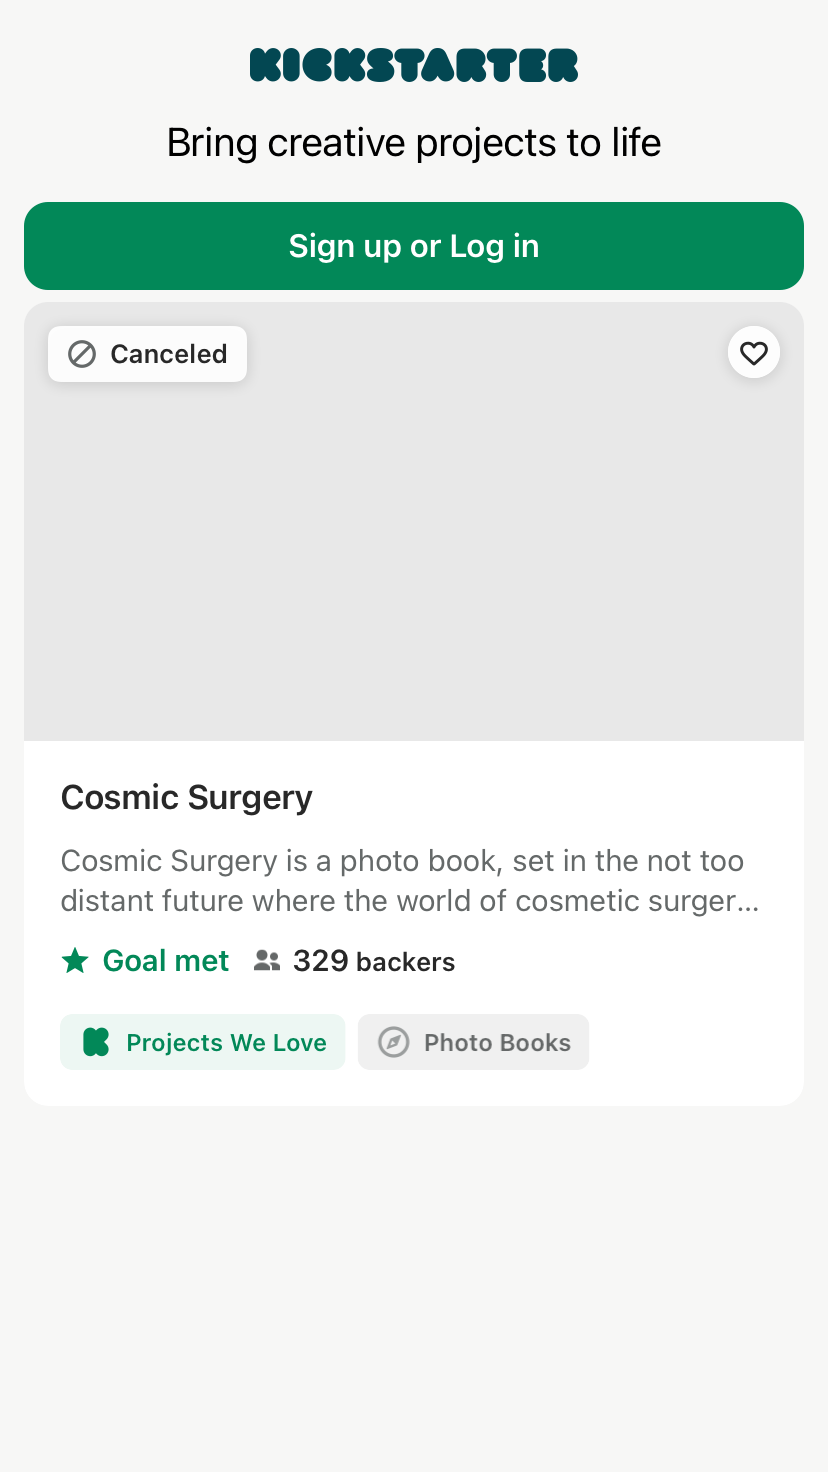 KICKSTARTER
Bring creative projects to life
Sign up or Log in
Canceled
Cosmic Surgery
Cosmic Surgery is a photo book, set in the not too
distant future where the world of cosmetic surger...
Goal met 329 backers
Projects We Love Photo Books